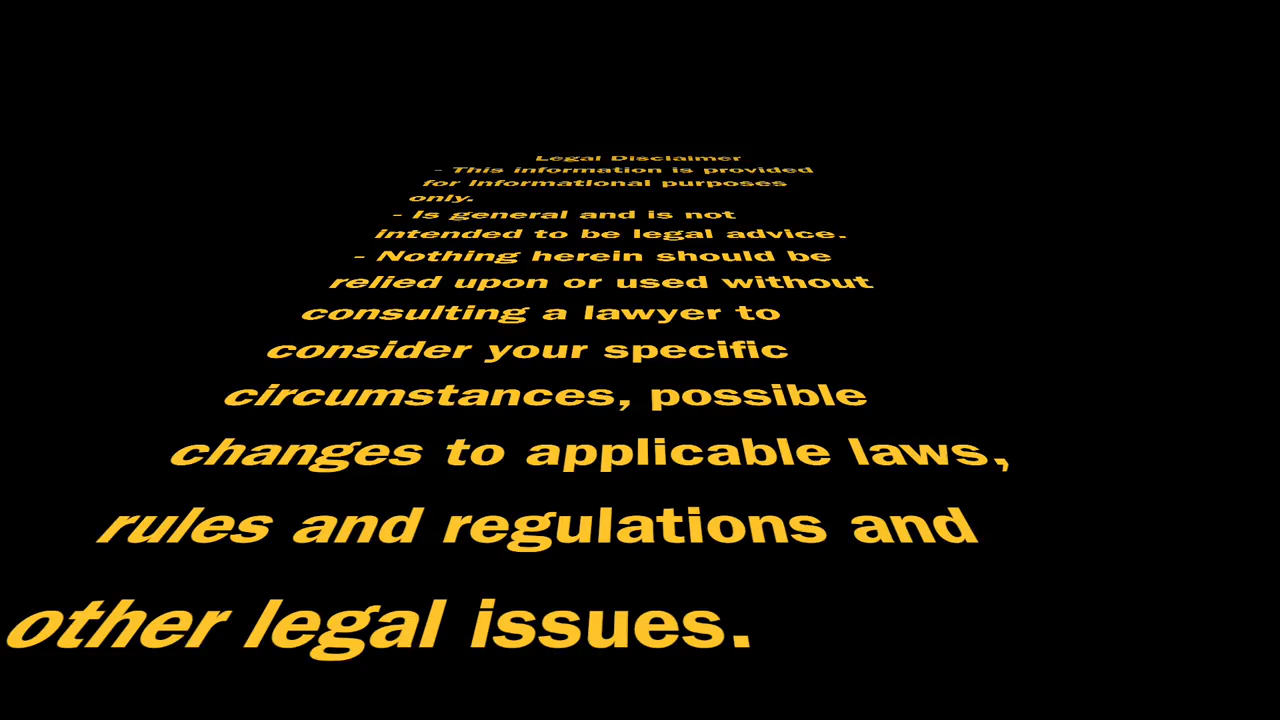 Legal Disclaimer
- This information is provided
for informational purposes
only.
- Is general and is not
intended to be legal advice.
- Nothing herein should be
relied upon or used without
consulting a lawyer to
consider your specific
circumstances, possible
changes to applicable laws,
rules and regulations and
other legal issues.